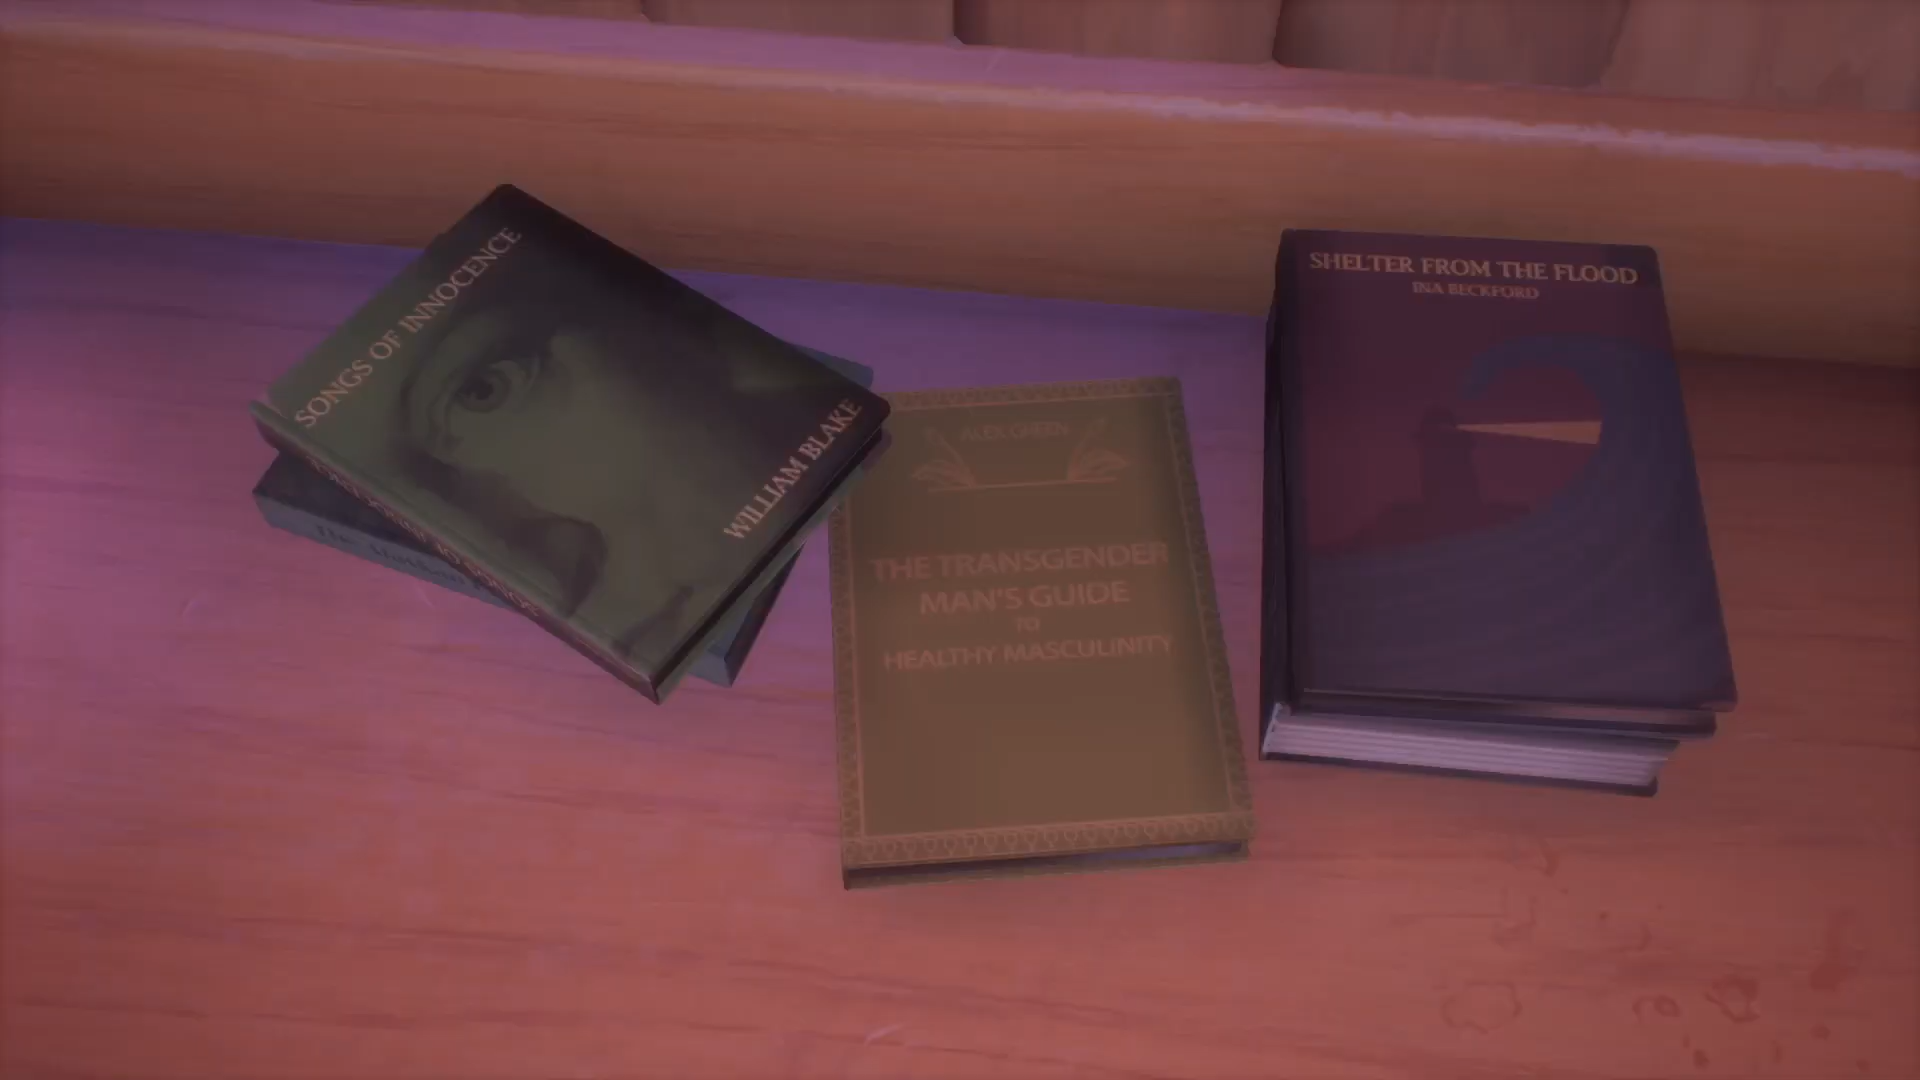 SONGS OF INNOCENCE
WILLIAM BLAKE
ALEX GREEN
THE TRANSGENDER
MAN'S GUIDE
TO
HEALTHY MASCULINITY
SHELTER FROM THE FLOOD
INA BECKFORD